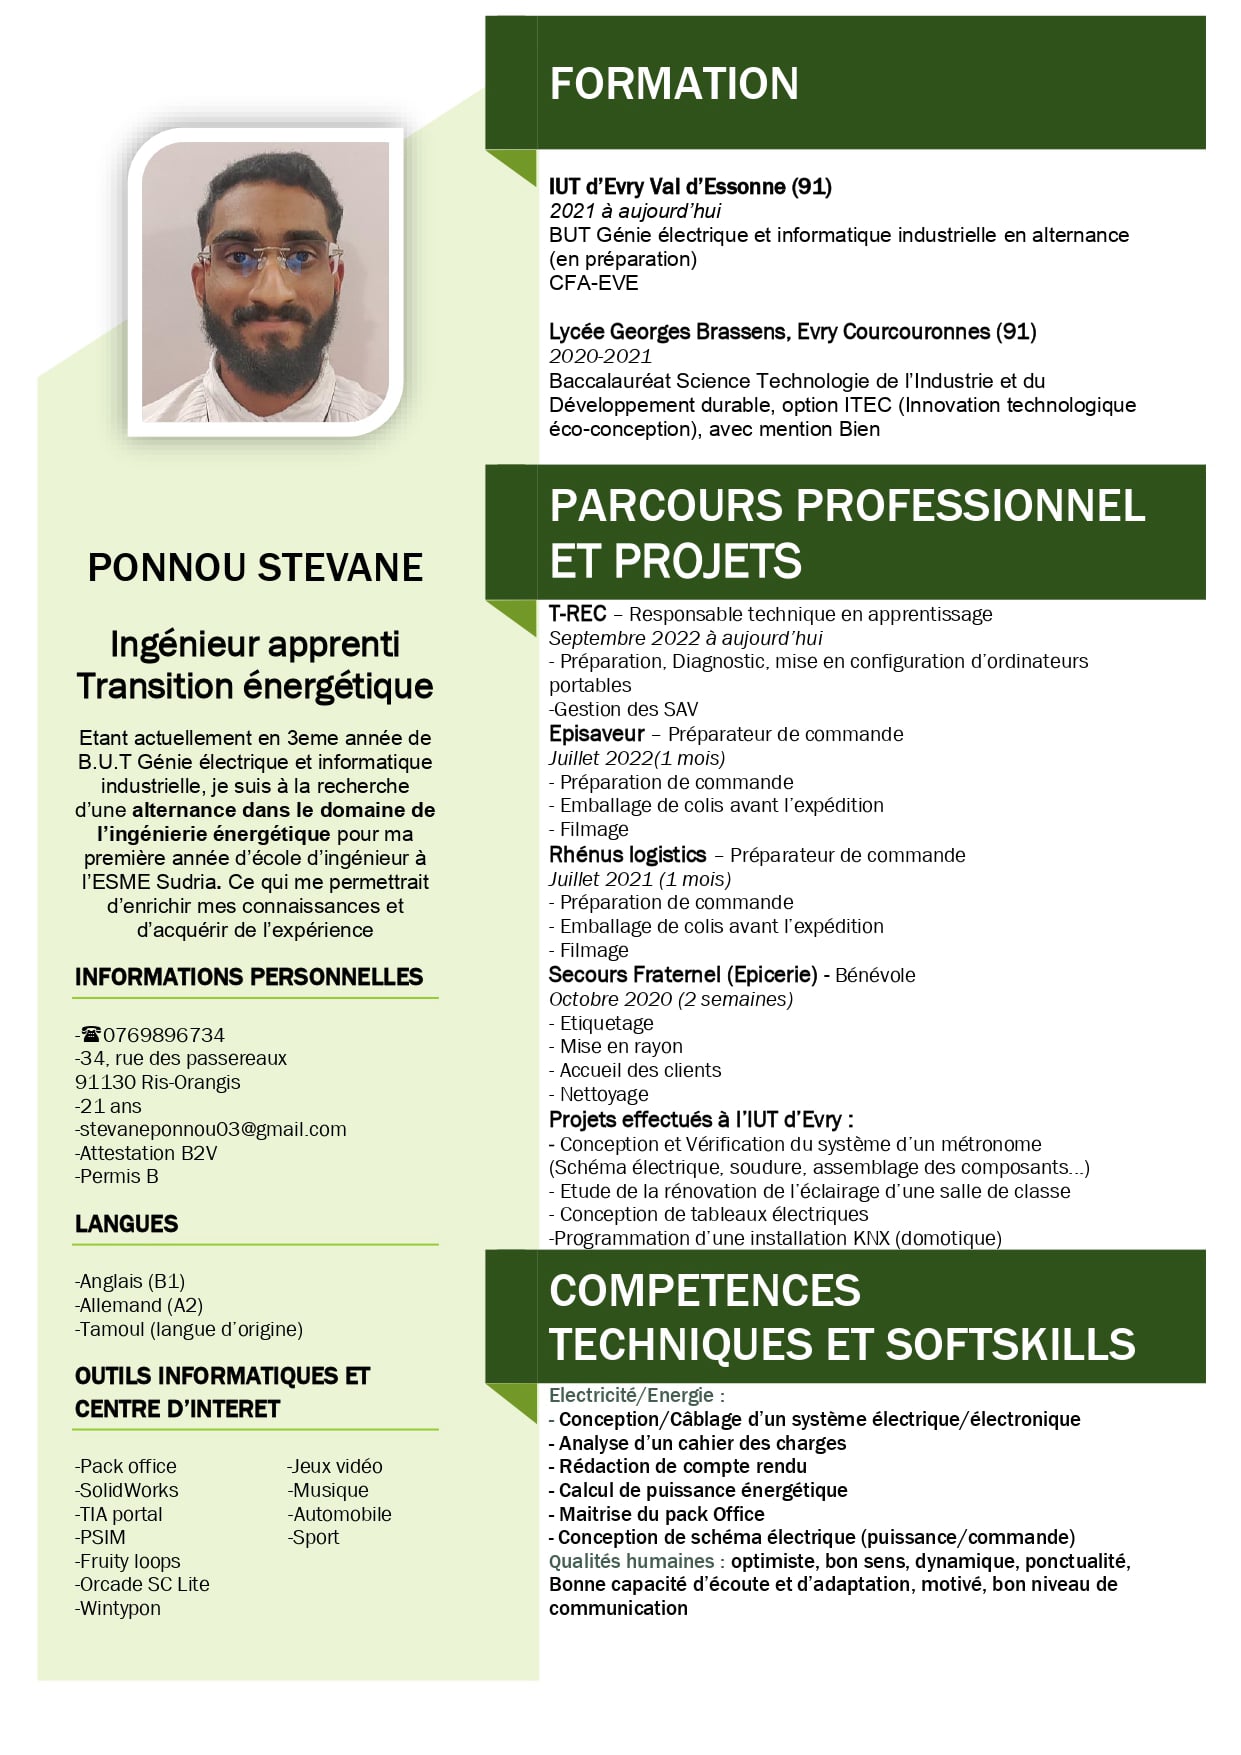 PONNOU STEVANE
Ingénieur apprenti
Transition énergétique
Etant actuellement en 3eme année de
B.U.T Génie électrique et informatique
industrielle, je suis à la recherche
d’une alternance dans le domaine de
l’ingénierie énergétique pour ma
première année d’école d’ingénieur à
l’ESME Sudria. Ce qui me permettrait
d’enrichir mes connaissances et
d’acquérir de l’expérience
INFORMATIONS PERSONNELLES
-☎0769896734
-34, rue des passereaux
91130 Ris-Orangis
-21 ans
-stevaneponnou03@gmail.com
-Attestation B2V
-Permis B
LANGUES
-Anglais (B1)
-Allemand (A2)
-Tamoul (langue d’origine)
OUTILS INFORMATIQUES ET
CENTRE D’INTERET
-Pack office
-SolidWorks
-TIA portal
-PSIM
-Fruity loops
-Orcade SC Lite
-Wintypon
-Jeux vidéo
-Musique
-Automobile
-Sport
FORMATION
IUT d’Evry Val d’Essonne (91)
2021 à aujourd’hui
BUT Génie électrique et informatique industrielle en alternance
(en préparation)
CFA-EVE
Lycée Georges Brassens, Evry Courcouronnes (91)
2020-2021
Baccalauréat Science Technologie de l’Industrie et du
Développement durable, option ITEC (Innovation technologique
éco-conception), avec mention Bien
PARCOURS PROFESSIONNEL
ET PROJETS
T-REC – Responsable technique en apprentissage
Septembre 2022 à aujourd’hui
- Préparation, Diagnostic, mise en configuration d’ordinateurs
portables
-Gestion des SAV
Episaveur – Préparateur de commande
Juillet 2022(1 mois)
- Préparation de commande
- Emballage de colis avant l’expédition
- Filmage
Rhénus logistics – Préparateur de commande
Juillet 2021 (1 mois)
- Préparation de commande
- Emballage de colis avant l’expédition
- Filmage
Secours Fraternel (Epicerie) - Bénévole
Octobre 2020 (2 semaines)
- Etiquetage
- Mise en rayon
- Accueil des clients
- Nettoyage
Projets effectués à l’IUT d’Evry :
- Conception et Vérification du système d’un métronome
(Schéma électrique, soudure, assemblage des composants...)
- Etude de la rénovation de l’éclairage d’une salle de classe
- Conception de tableaux électriques
-Programmation d’une installation KNX (domotique)
COMPETENCES
TECHNIQUES ET SOFTSKILLS
Electricité/Energie :
- Conception/Câblage d’un système électrique/électronique
- Analyse d’un cahier des charges
- Rédaction de compte rendu
- Calcul de puissance énergétique
- Maitrise du pack Office
- Conception de schéma électrique (puissance/commande)
Qualités humaines : optimiste, bon sens, dynamique, ponctualité,
Bonne capacité d’écoute et d’adaptation, motivé, bon niveau de
communication